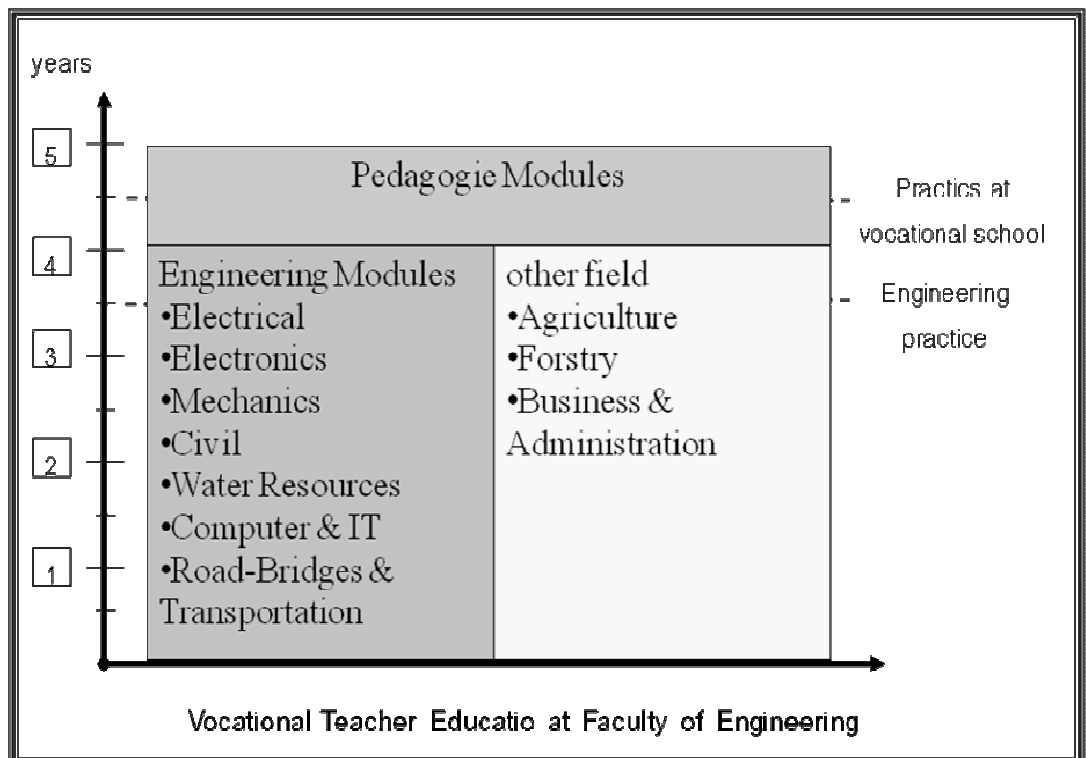 years
5
4
3
2
1
Pedagogie Modules
Engineering Modules
•Electrical
•Electronics
•Mechanics
•Civil
•Water Resources
•Computer & IT
•Road-Bridges &
Transportation
other field
•Agriculture
•Forstry
•Business &
Administration
Practics at
vocational school
Engineering
practice
Vocational Teacher Educatio at Faculty of Engineering